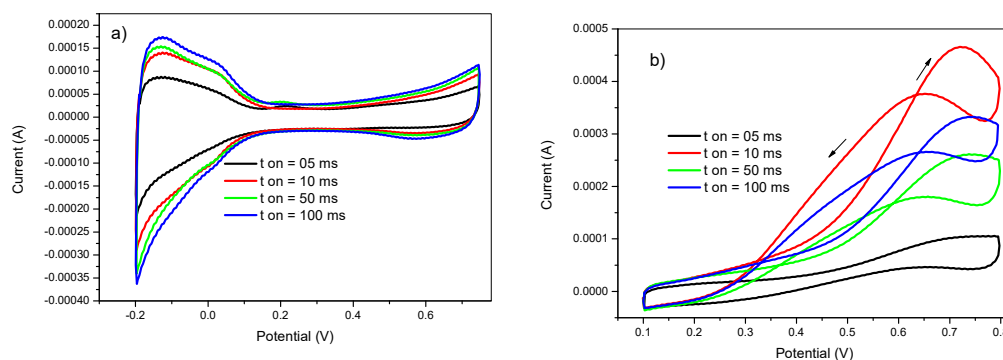 a)
0.00020
0.00015
0.00010
0.00005
0.00000
-0.00005
-0.00010
-0.00015
-0.00020
-0.00025
-0.00030
-0.00035
-0.00040
Current (A)
t on = 05 ms
t on = 10 ms
t on = 50 ms
t on = 100 ms
-0.2 0.0 0.2 0.4 0.6
Potential (V)
b)
0.0005
0.0004
0.0003
0.0002
0.0001
0.0000
Current (A)
t on = 05 ms
t on = 10 ms
t on = 50 ms
t on = 100 ms
0.1 0.2 0.3 0.4 0.5 0.6 0.7 0.8
Potential (V)